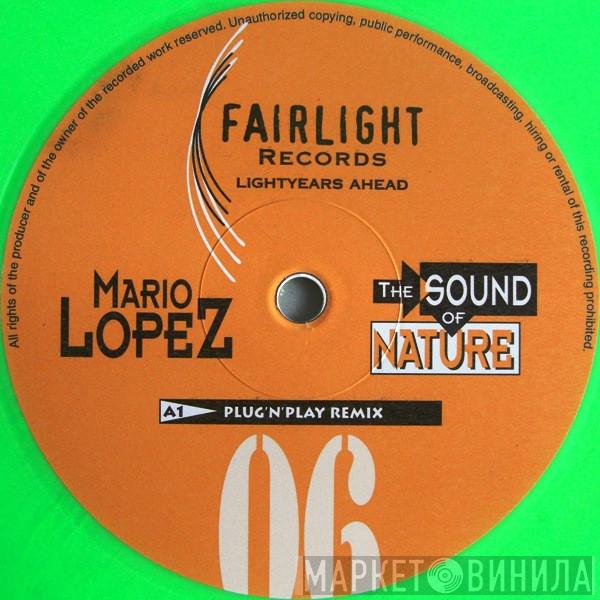 All rights of the producer and of the owner of the recorded work reserved. Unauthorized copying, public performance, broadcasting, hiring or rental of this recording prohibited.
FAIRLIGHT
RECORDS
LIGHTYEARS AHEAD
MARIO
LOPEZ
THE SOUND
OF
NATURE
A1 PLUG'N'PLAY REMIX
06
МАРКЕТ ВИНИЛА